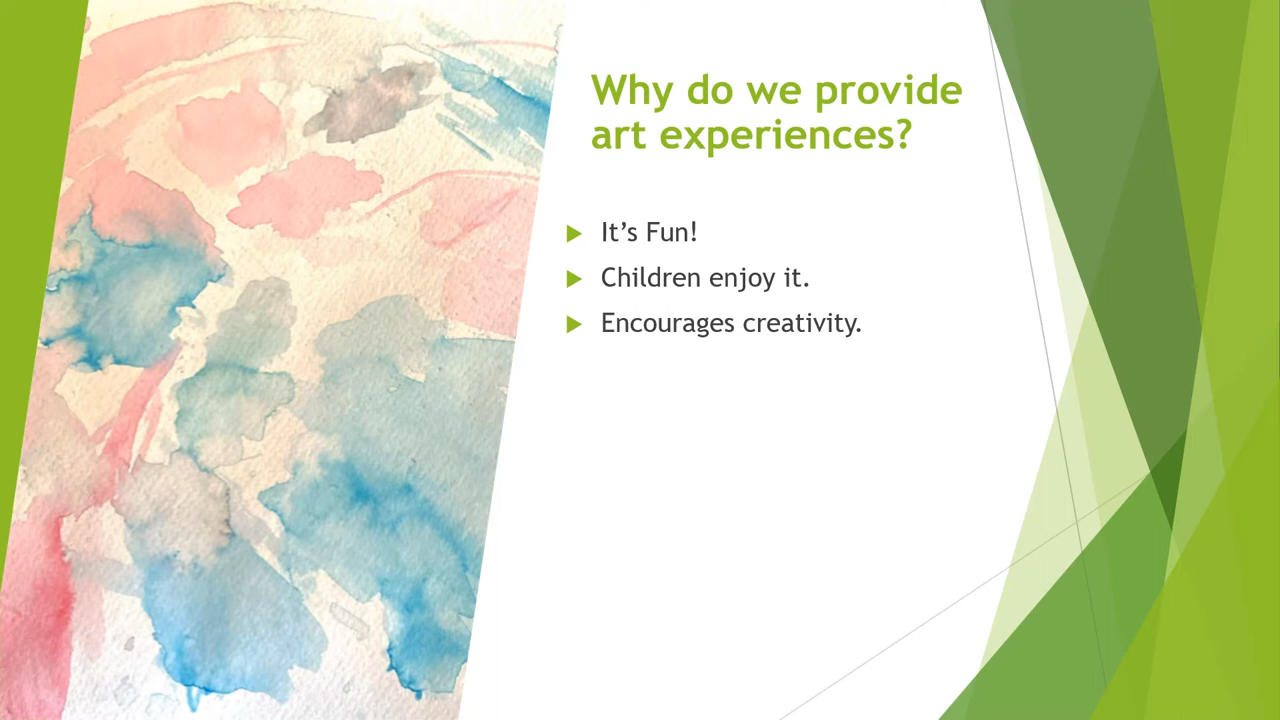 Why do we provide
art experiences?
It’s Fun!
Children enjoy it.
Encourages creativity.